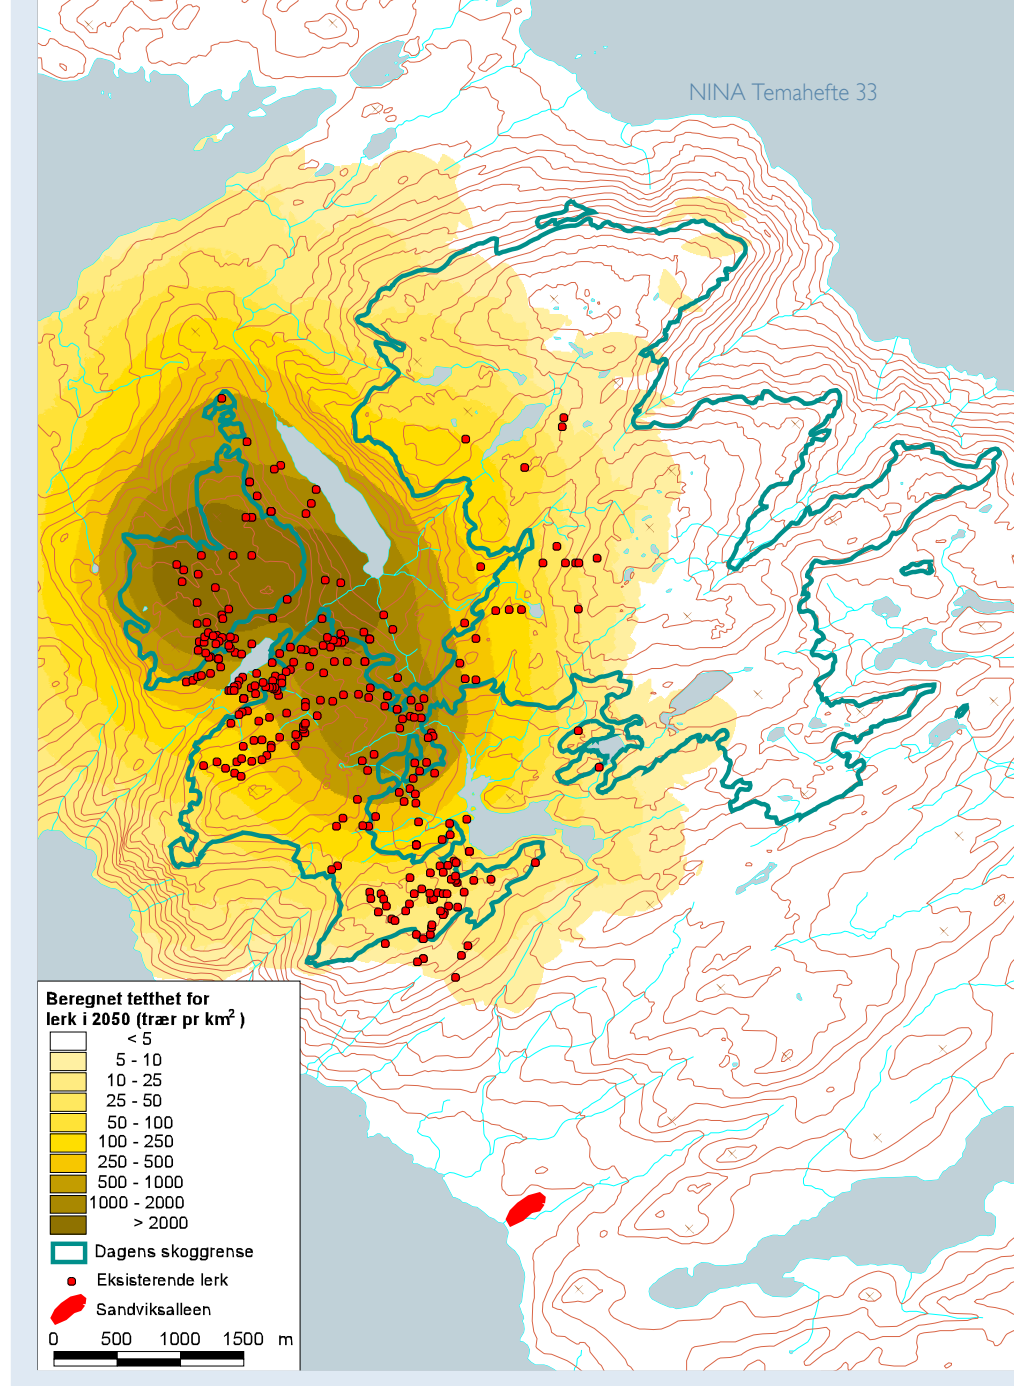 NINA Temahefte 33
Beregnet tetthet for
lerk i 2050 (trær pr km² )
< 5
5 - 10
10 - 25
25 - 50
50 - 100
100 - 250
250 - 500
500 - 1000
1000 - 2000
> 2000
Dagens skoggrense
Eksisterende lerk
Sandviksalleen
0 500 1000 1500 m